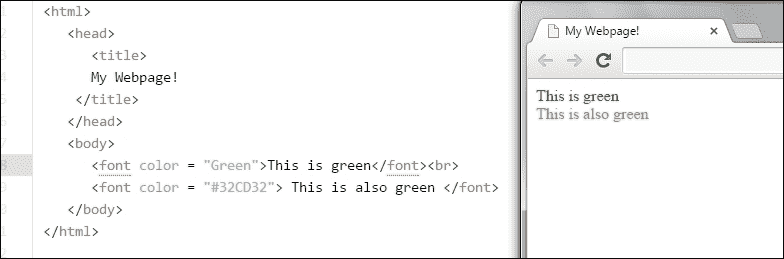 <html>
<head>
<title>
My Webpage!
</title>
</head>
<body>
<font color = "Green">This is green</font><br>
<font color = "#32CD32"> This is also green </font>
</body>
</html>
My Webpage!
This is green
This is also green